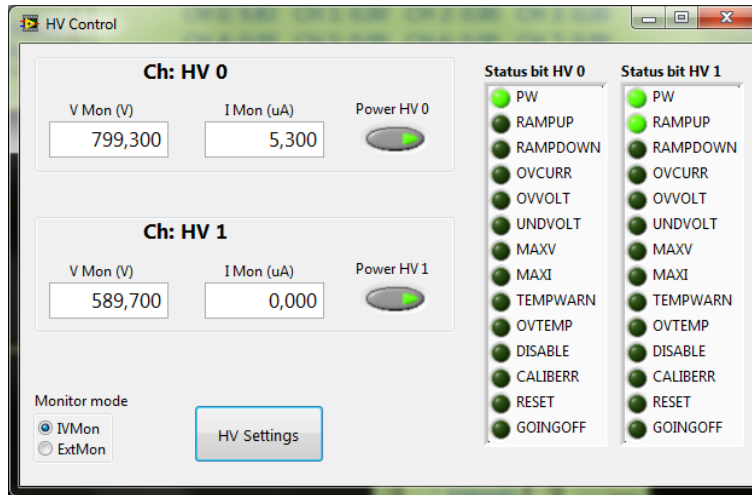 HV Control
Ch: HV 0
V Mon (V) I Mon (uA) Power HV 0
799,300 5,300
Ch: HV 1
V Mon (V) I Mon (uA) Power HV 1
589,700 0,000
Monitor mode
IVMon
ExtMon
HV Settings
Status bit HV 0
PW
RAMPUP
RAMPDOWN
OVCURR
OVVOLT
UNDVOLT
MAXV
MAXI
TEMPWARN
OVTEMP
DISABLE
CALIBERR
RESET
GOINGOFF
Status bit HV 1
PW
RAMPUP
RAMPDOWN
OVCURR
OVVOLT
UNDVOLT
MAXV
MAXI
TEMPWARN
OVTEMP
DISABLE
CALIBERR
RESET
GOINGOFF